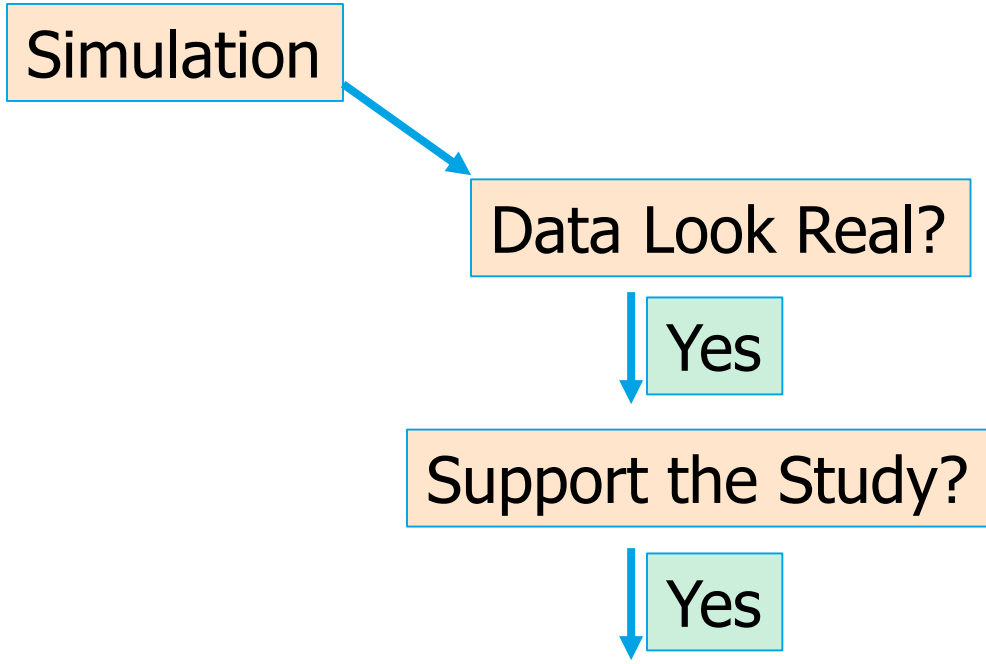 Simulation
Data Look Real?
Yes
Support the Study?
Yes